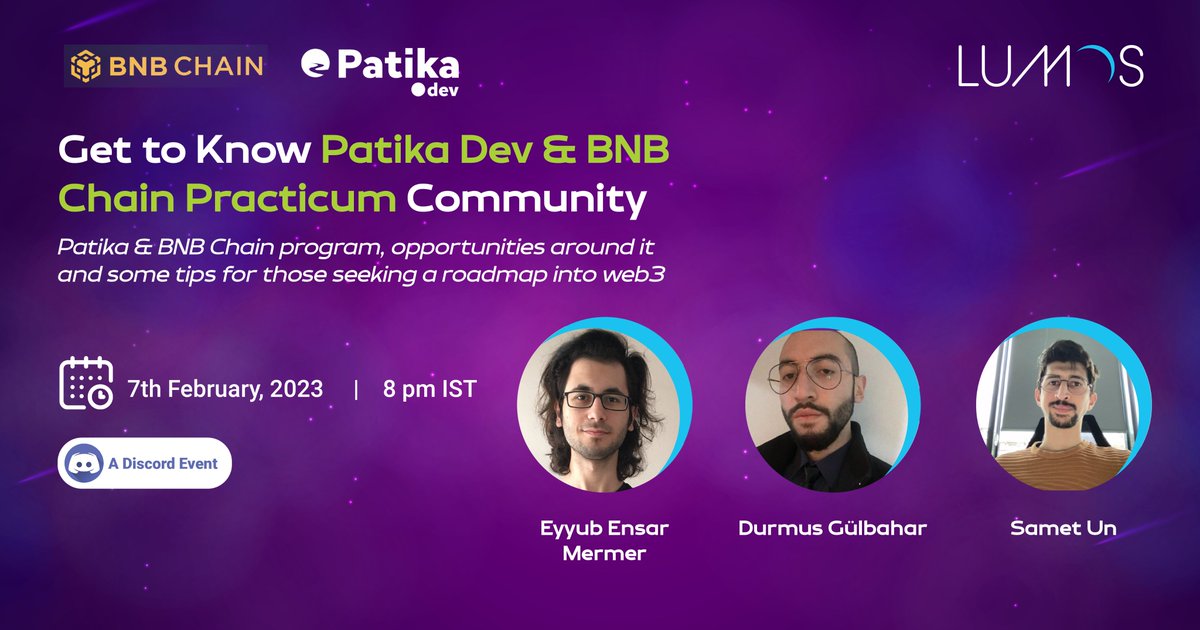 BNB CHAIN
Patika
.dev
LUMOS
Get to Know Patika Dev & BNB
Chain Practicum Community
Patika & BNB Chain program, opportunities around it
and some tips for those seeking a roadmap into web3
7th February, 2023 | 8 pm IST
A Discord Event
Eyyub Ensar
Mermer
Durmus Gülbahar
Samet Un